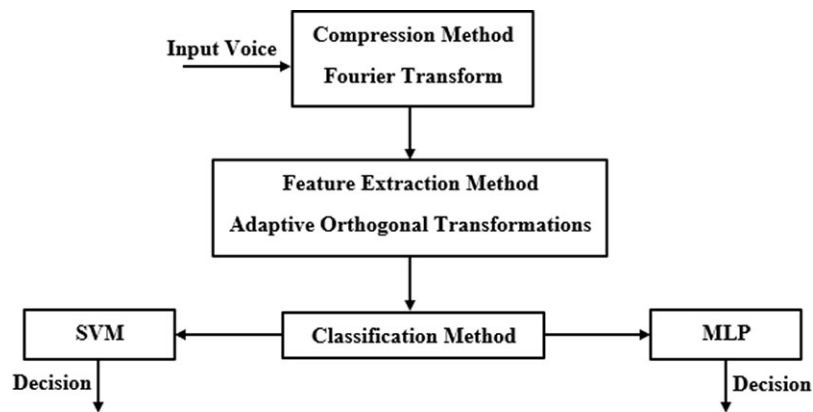 Compression Method
Input Voice
Fourier Transform
Feature Extraction Method
Adaptive Orthogonal Transformations
SVM
Classification Method
MLP
Decision
Decision